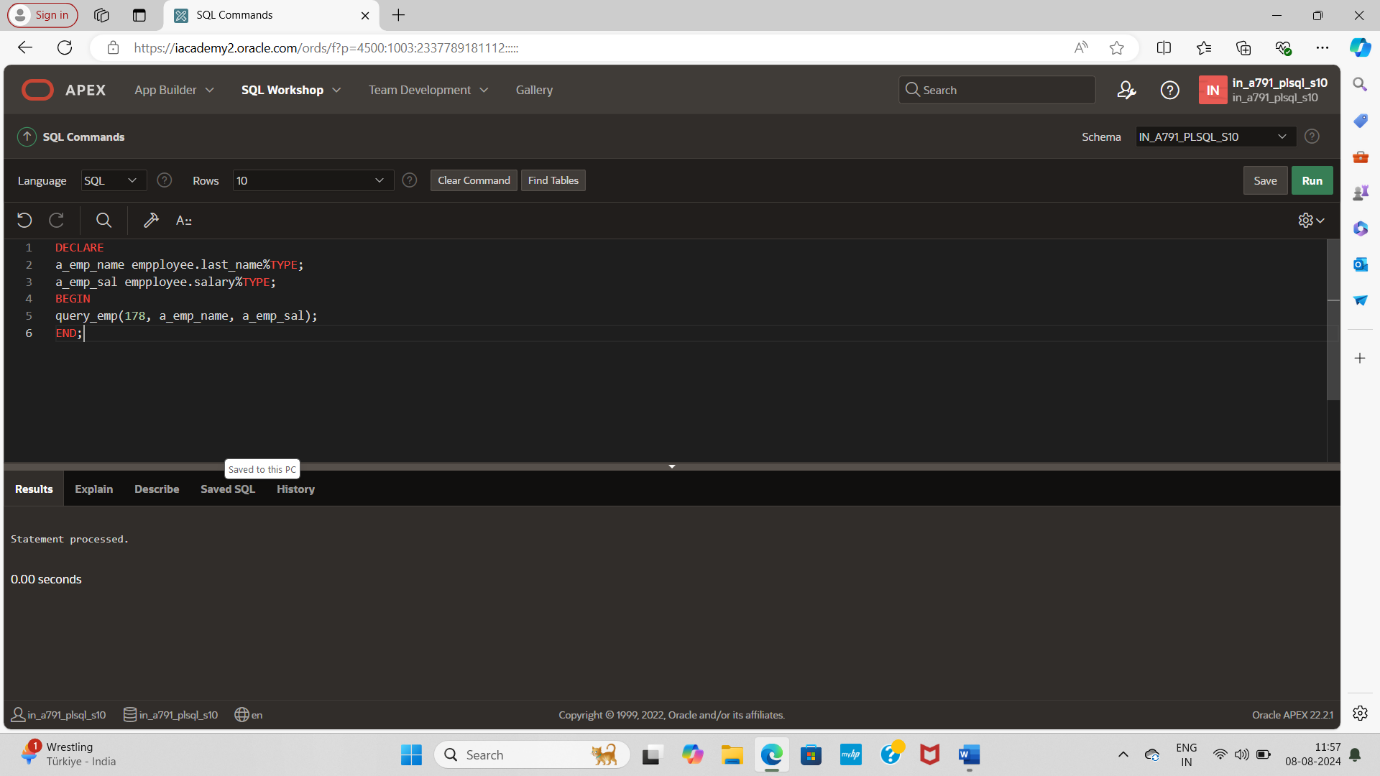 Sign in
SQL Commands
https://iacademy2.oracle.com/ords/f?p=4500:1003:2337789181112:::::
APEX App Builder SQL Workshop Team Development Gallery Search ? IN in_a791_plsql_s10
in_a791_plsql_s10
SQL Commands Schema IN_A791_PLSQL_S10 ?
Language SQL ? Rows 10 ? Clear Command Find Tables Save Run
A::
1 DECLARE
2 a_emp_name empployee.last_name%TYPE;
3 a_emp_sal empployee.salary%TYPE;
4 BEGIN
5 query_emp(178, a_emp_name, a_emp_sal);
6 END;
Saved to this PC
Results Explain Describe Saved SQL History
Statement processed.
0.00 seconds
in_a791_plsql_s10 in_a791_plsql_s10 en Copyright © 1999, 2022, Oracle and/or its affiliates. Oracle APEX 22.2.1
1 Wrestling
Türkiye - India
Search
myhp
?
W
ENG
IN
11:57
08-08-2024